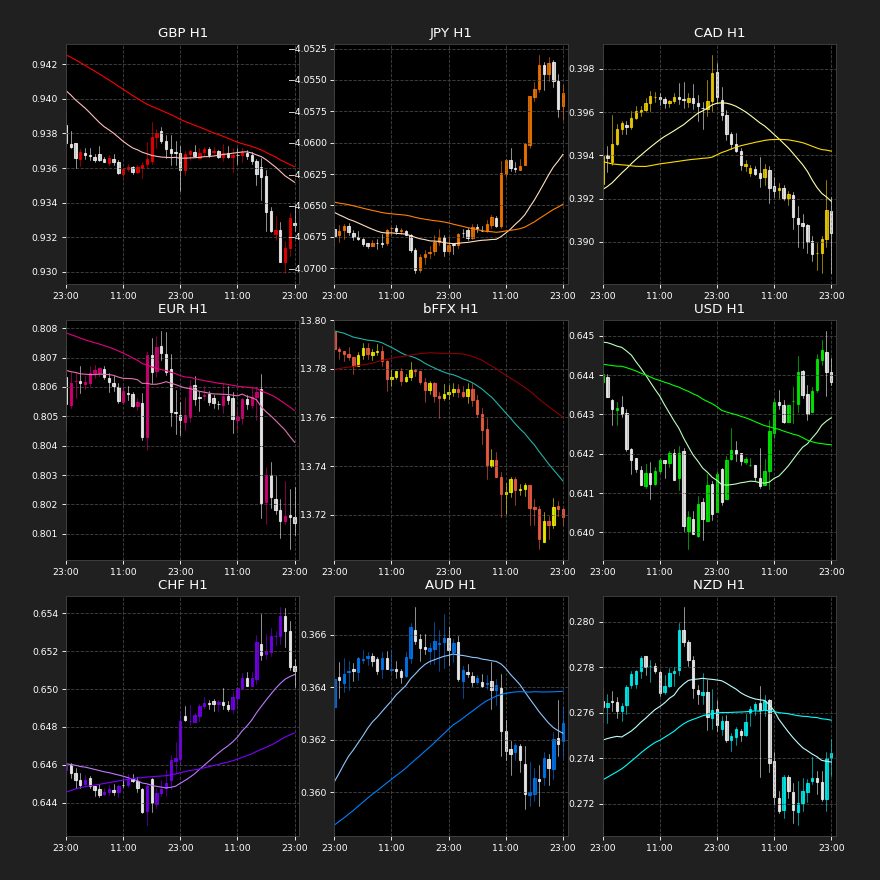 GBP H1 JPY H1 CAD H1
0.942 0.940 0.938 0.936 0.934 0.932 0.930
−4.0525 −4.0550 −4.0575 −4.0600 −4.0625 −4.0650 −4.0675 −4.0700
0.398 0.396 0.394 0.392 0.390
23:00 11:00 23:00 11:00 23:00 23:00 11:00 23:00 11:00 23:00 23:00 11:00 23:00 11:00 23:00
EUR H1 bFFX H1 USD H1
0.808 0.807 0.806 0.805 0.804 0.803 0.802 0.801
13.80 13.78 13.76 13.74 13.72
0.645 0.644 0.643 0.642 0.641 0.640
23:00 11:00 23:00 11:00 23:00 23:00 11:00 23:00 11:00 23:00 23:00 11:00 23:00 11:00 23:00
CHF H1 AUD H1 NZD H1
0.654 0.652 0.650 0.648 0.646 0.644
0.366 0.364 0.362 0.360
0.280 0.278 0.276 0.274 0.272
23:00 11:00 23:00 11:00 23:00 23:00 11:00 23:00 11:00 23:00 23:00 11:00 23:00 11:00 23:00